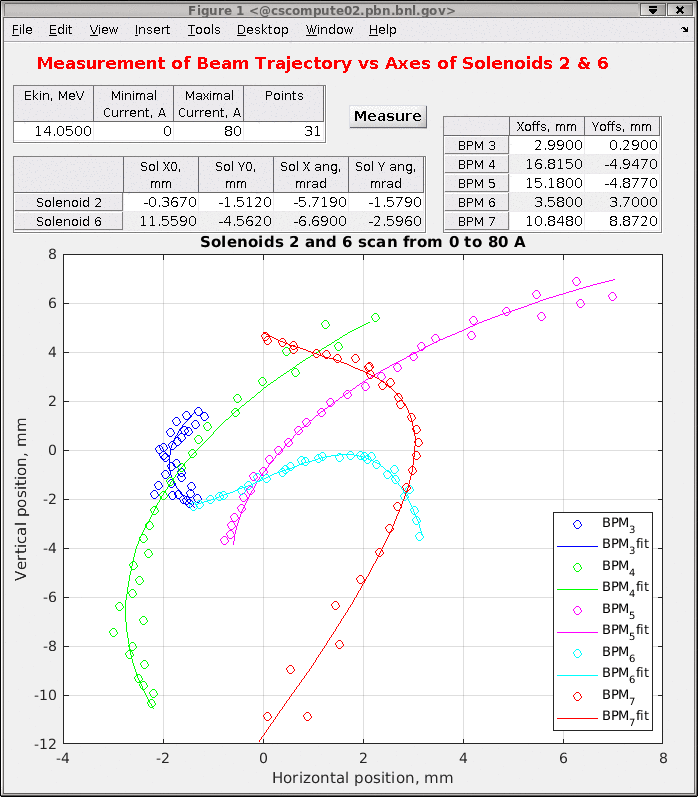 Figure 1 <@cscompute02.pbn.bnl.gov>
File Edit View Insert Tools Desktop Window Help
Measurement of Beam Trajectory vs Axes of Solenoids 2 & 6
Ekin, MeV Minimal Current, A Maximal Current, A Points
14.0500 0 80 31
Measure
Xoffs, mm Yoffs, mm
BPM 3 2.9900 0.2900
BPM 4 16.8150 -4.9470
BPM 5 15.1800 -4.8770
BPM 6 3.5800 3.7000
BPM 7 10.8480 8.8720
Sol X0, mm Sol Y0, mm Sol X ang, mrad Sol Y ang, mrad
Solenoid 2 -0.3670 -1.5120 -5.7190 -1.5790
Solenoid 6 11.5590 -4.5620 -6.6900 -2.5960
Solenoids 2 and 6 scan from 0 to 80 A
8
6
4
2
0
-2
-4
-6
-8
-10
-12
Vertical position, mm
-4 -2 0 2 4 6 8
Horizontal position, mm
BPM3
BPM3fit
BPM4
BPM4fit
BPM5
BPM5fit
BPM6
BPM6fit
BPM7
BPM7fit